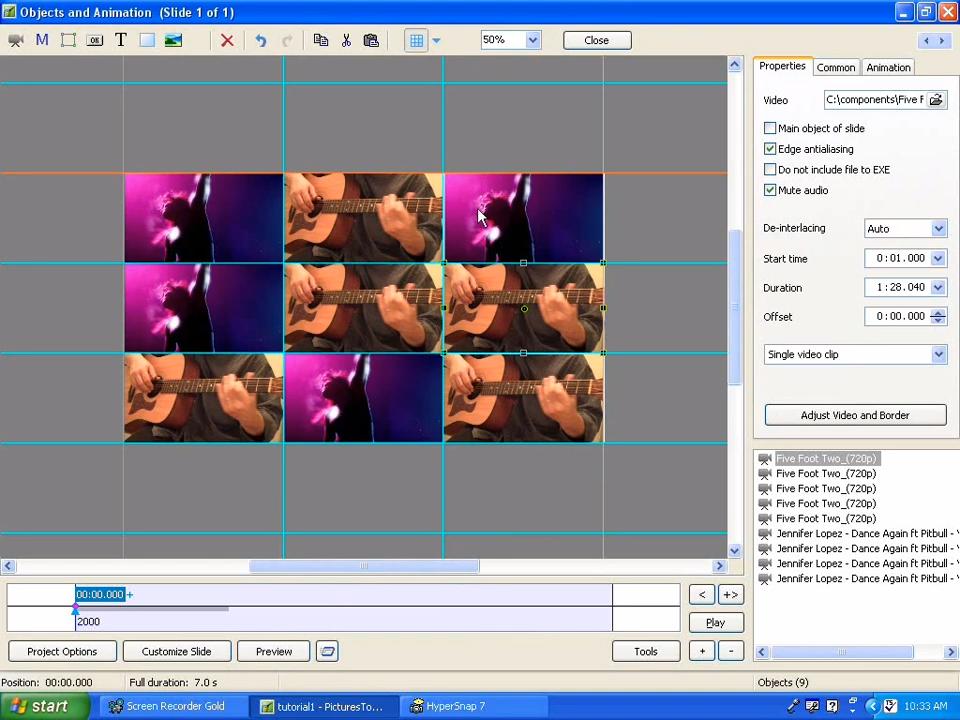 Objects and Animation (Slide 1 of 1)
M OK T 50% Close
Properties Common Animation
Video C:\components\Five F
Main object of slide
Edge antialiasing
Do not include file to EXE
Mute audio
De-interlacing Auto
Start time 0:01.000
Duration 1:28.040
Offset 0:00.000
Single video clip
Adjust Video and Border
Five Foot Two_(720p)
Five Foot Two_(720p)
Five Foot Two_(720p)
Five Foot Two_(720p)
Five Foot Two_(720p)
Jennifer Lopez - Dance Again ft Pitbull -
Jennifer Lopez - Dance Again ft Pitbull -
Jennifer Lopez - Dance Again ft Pitbull -
Jennifer Lopez - Dance Again ft Pitbull -
00:00.000 + < +>
2000 Play
Project Options Customize Slide Preview Tools + -
Position: 00:00.000 Full duration: 7.0 s Objects (9)
start Screen Recorder Gold tutorial1 - PicturesTo... HyperSnap 7 10:33 AM